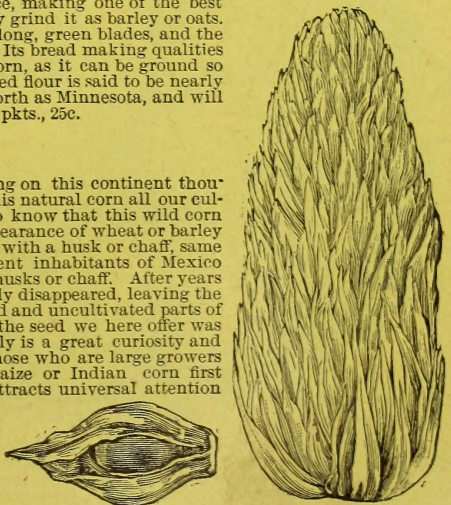 ce, making one of the best
y grind it as barley or oats.
long, green blades, and the
Its bread making qualities
orn, as it can be ground so
ed flour is said to be nearly
orth as Minnesota, and will
pkts., 25c.
ng on this continent thou-
is natural corn all our cul-
o know that this wild corn
earance of wheat or barley
with a husk or chaff, same
ent inhabitants of Mexico
husks or chaff. After years
ly disappeared, leaving the
d and uncultivated parts of
the seed we here offer was
ly is a great curiosity and
hose who are large growers
aize or Indian corn first
ttracts universal attention